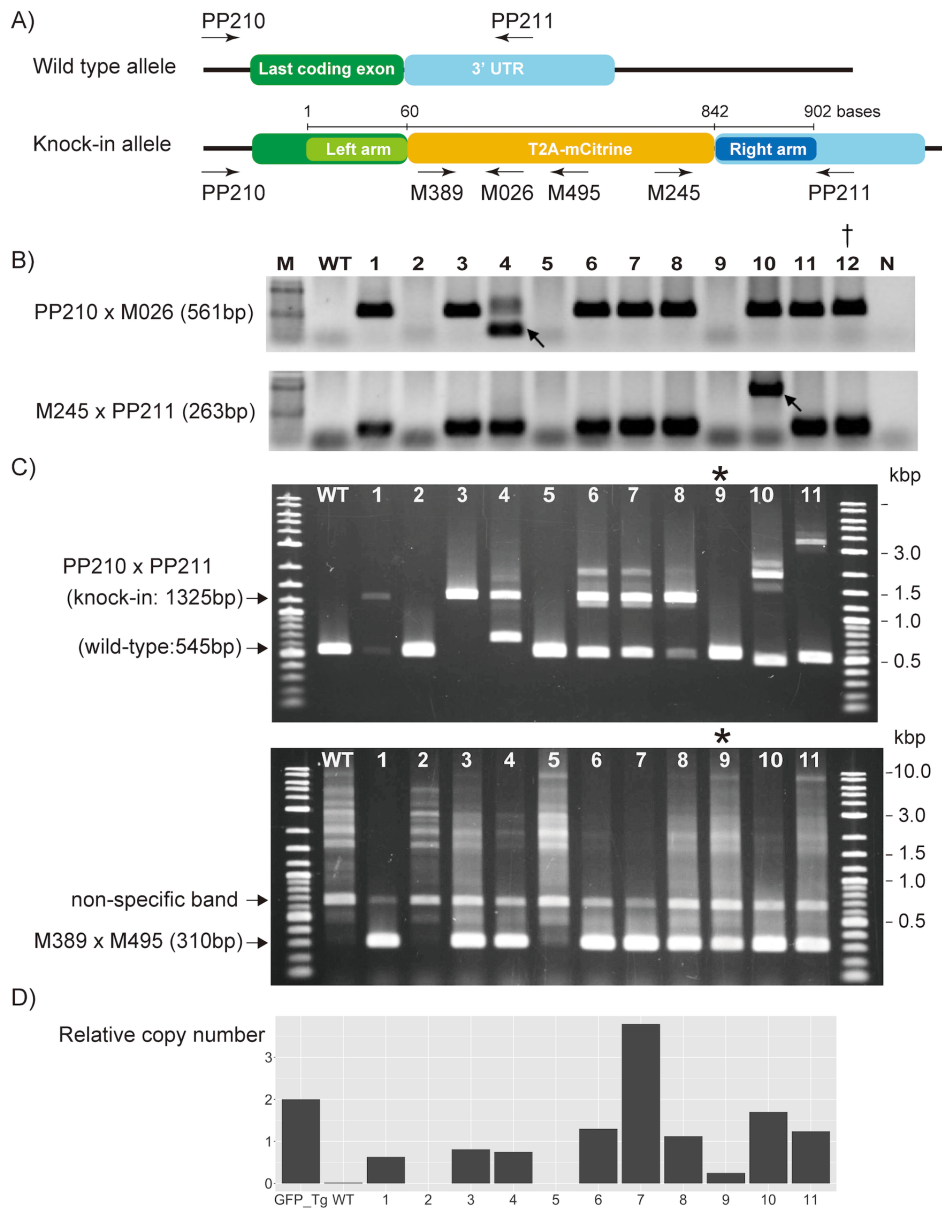 A)
PP210 PP211
Wild type allele Last coding exon 3' UTR
1 60 842 902 bases
Knock-in allele Left arm T2A-mCitrine Right arm
PP210 M389 M026 M495 M245 PP211
†
B) M WT 1 2 3 4 5 6 7 8 9 10 11 12 N
PP210 x M026 (561bp)
M245 x PP211 (263bp)
C) * kbp
WT 1 2 3 4 5 6 7 8 9 10 11
PP210 x PP211
3.0
(knock-in: 1325bp) 1.5
1.0
(wild-type:545bp) 0.5
* kbp
WT 1 2 3 4 5 6 7 8 9 10 11 10.0
3.0
1.5
1.0
non-specific band
0.5
M389 x M495 (310bp)
D)
Relative copy number
3
2
1
0
GFP_Tg WT 1 2 3 4 5 6 7 8 9 10 11